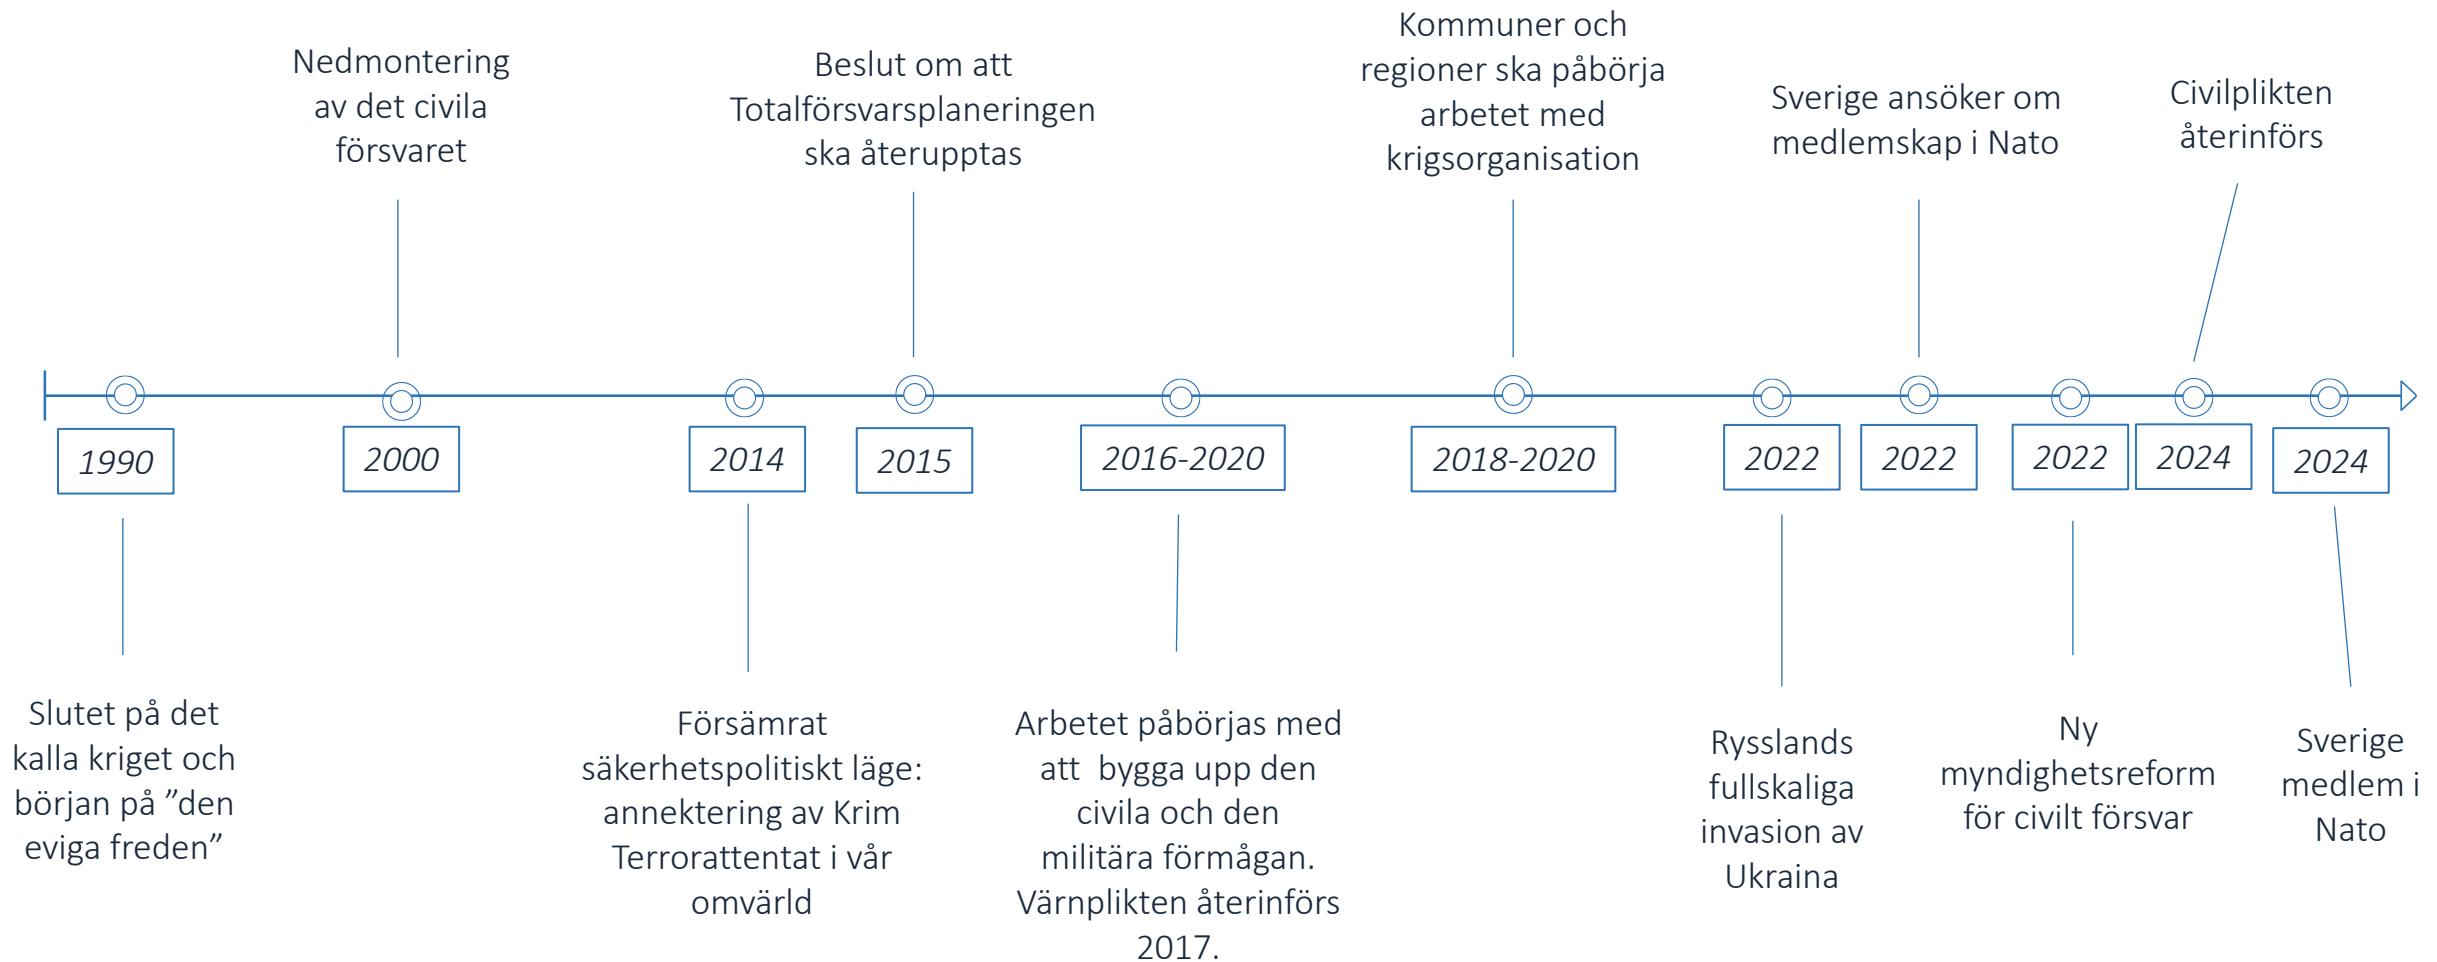 Nedmontering
av det civila
försvaret
Beslut om att
Totalförsvarsplaneringen
ska återupptas
Kommuner och
regioner ska påbörja
arbetet med
krigsorganisation
Sverige ansöker om
medlemskap i Nato
Civilplikten
återinförs
1990
2000
2014
2015
2016-2020
2018-2020
2022
2022
2022
2024
2024
Slutet på det
kalla kriget och
början på ”den
eviga freden”
Försämrat
säkerhetspolitiskt läge:
annektering av Krim
Terrorattentat i vår
omvärld
Arbetet påbörjas med
att  bygga upp den
civila och den
militära förmågan.
Värnplikten återinförs
2017.
Rysslands
fullskaliga
invasion av
Ukraina
Ny
myndighetsreform
för civilt försvar
Sverige
medlem i
Nato